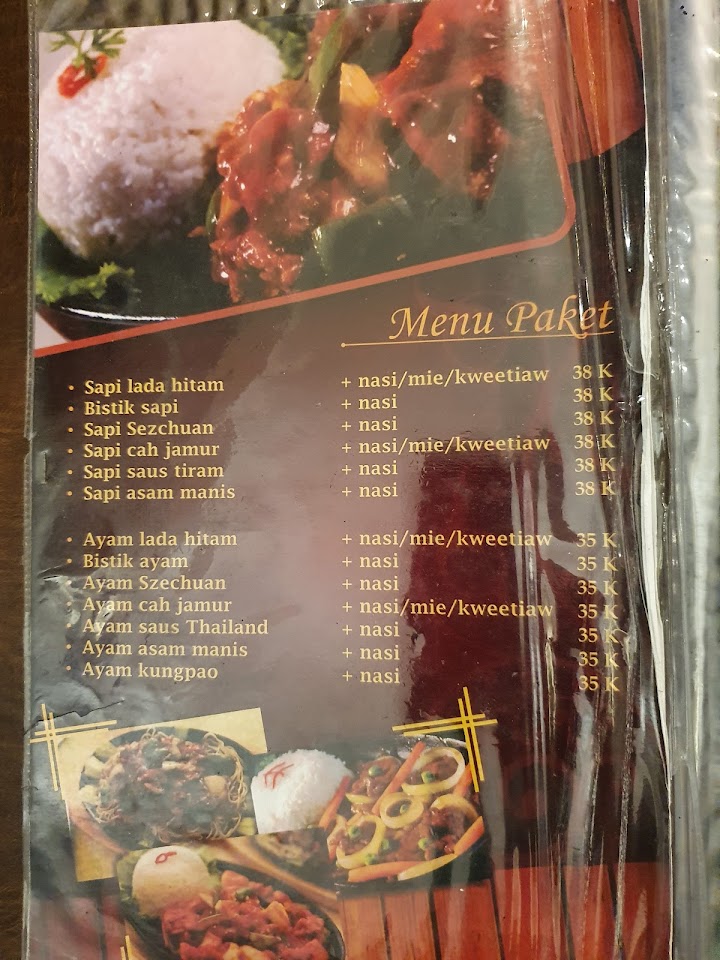 Menu Paket
• Sapi lada hitam + nasi/mie/kweetiaw 38 K
• Bistik sapi + nasi 38 K
• Sapi Sezchuan + nasi 38 K
• Sapi cah jamur + nasi/mie/kweetiaw 38 K
• Sapi saus tiram + nasi 38 K
• Sapi asam manis + nasi 38 K
• Ayam lada hitam + nasi/mie/kweetiaw 35 K
• Bistik ayam + nasi 35 K
Ayam Szechuan + nasi 35 K
• Ayam cah jamur + nasi/mie/kweetiaw 35 K
• Ayam saus Thailand + nasi 35 K
• Ayam asam manis + nasi 35 K
• Ayam kungpao + nasi 35 K